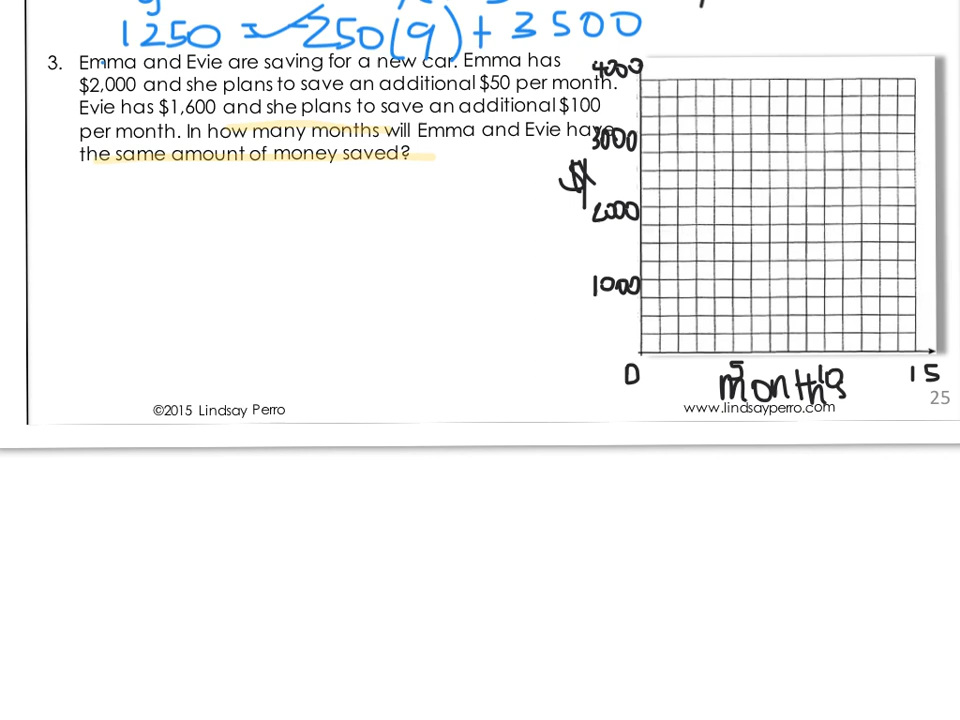 1250 = -250(9) + 3500
3. Emma and Evie are saving for a new car. Emma has
$2,000 and she plans to save an additional $50 per month.
Evie has $1,600 and she plans to save an additional $100
per month. In how many months will Emma and Evie have
the same amount of money saved?
4000
3000
$
2000
1000
0 5 10 15
months
©2015 Lindsay Perro
www.lindsayperro.com
25